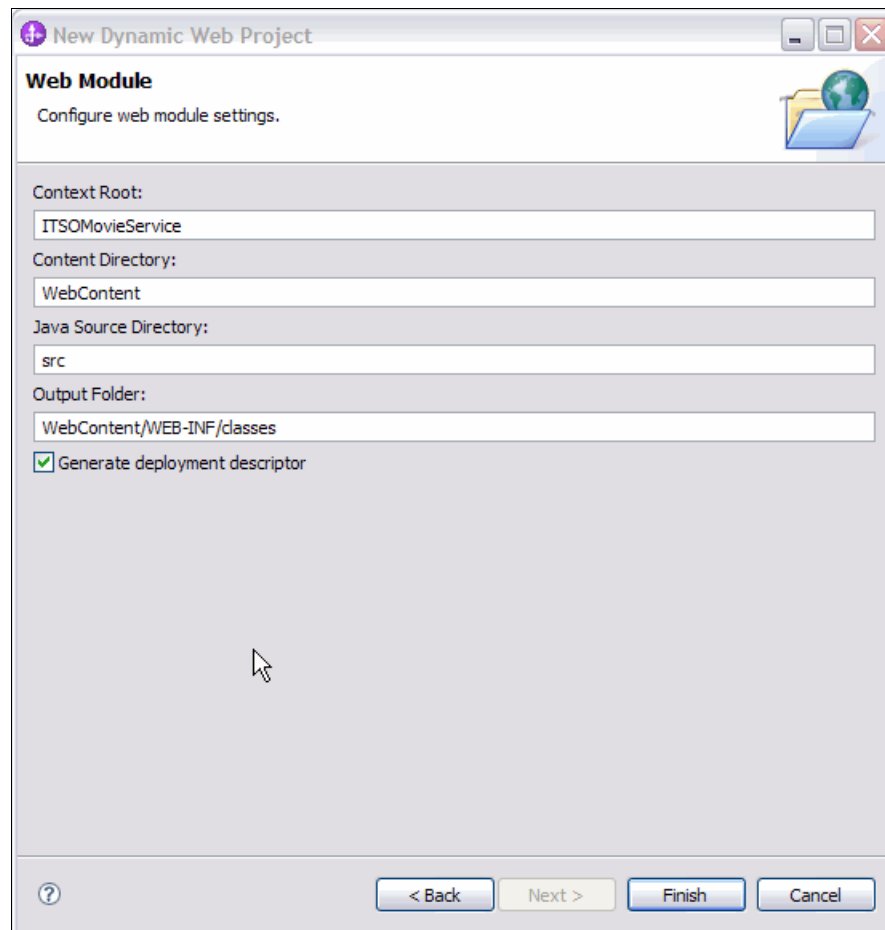 New Dynamic Web Project
Web Module
Configure web module settings.
Context Root:
ITSOMovieService
Content Directory:
WebContent
Java Source Directory:
src
Output Folder:
WebContent/WEB-INF/classes
Generate deployment descriptor
? < Back Next > Finish Cancel